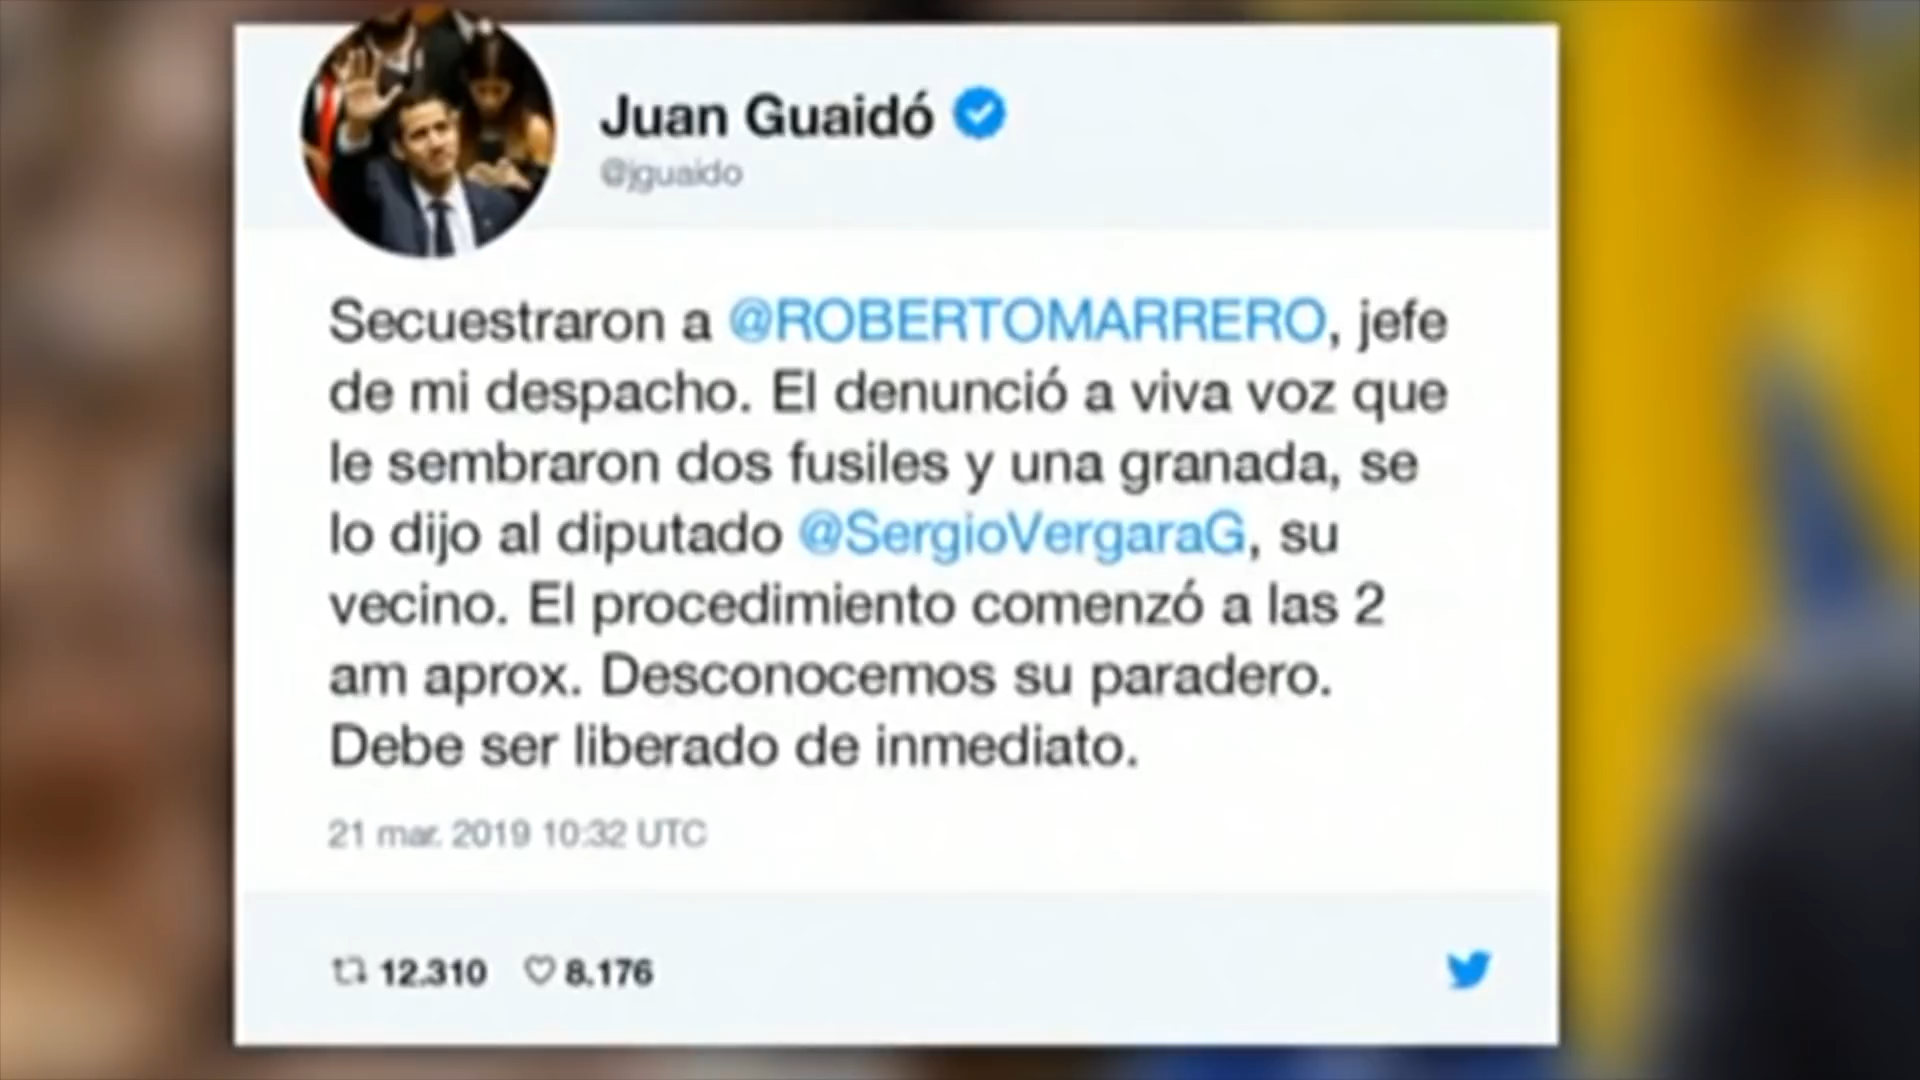 Juan Guaidó
@jguaido
Secuestraron a @ROBERTOMARRERO, jefe
de mi despacho. El denunció a viva voz que
le sembraron dos fusiles y una granada, se
lo dijo al diputado @SergioVergaraG, su
vecino. El procedimiento comenzó a las 2
am aprox. Desconocemos su paradero.
Debe ser liberado de inmediato.
21 mar. 2019 10:32 UTC
12.310 8.176